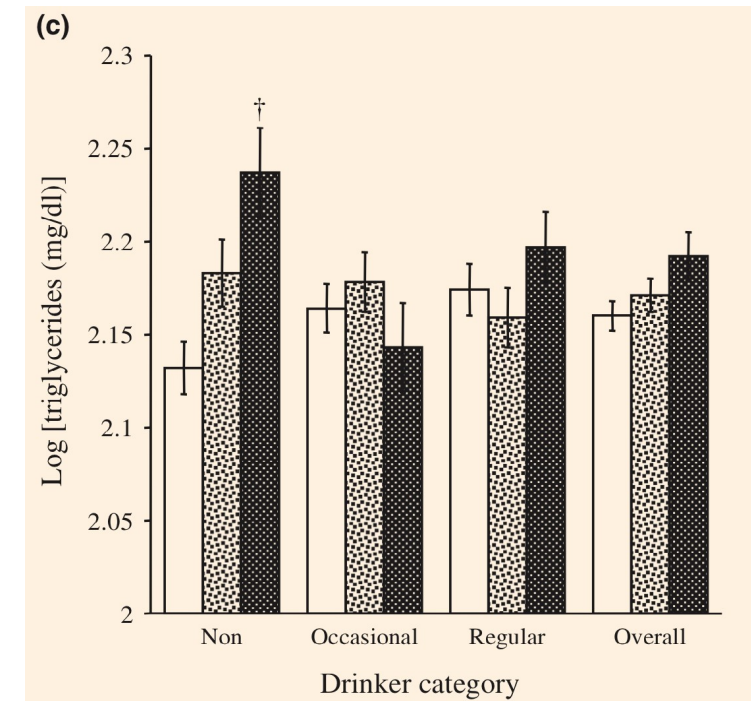 (c)
Log [triglycerides (mg/dl)]
2.3
2.25
2.2
2.15
2.1
2.05
2
†
Non Occasional Regular Overall
Drinker category